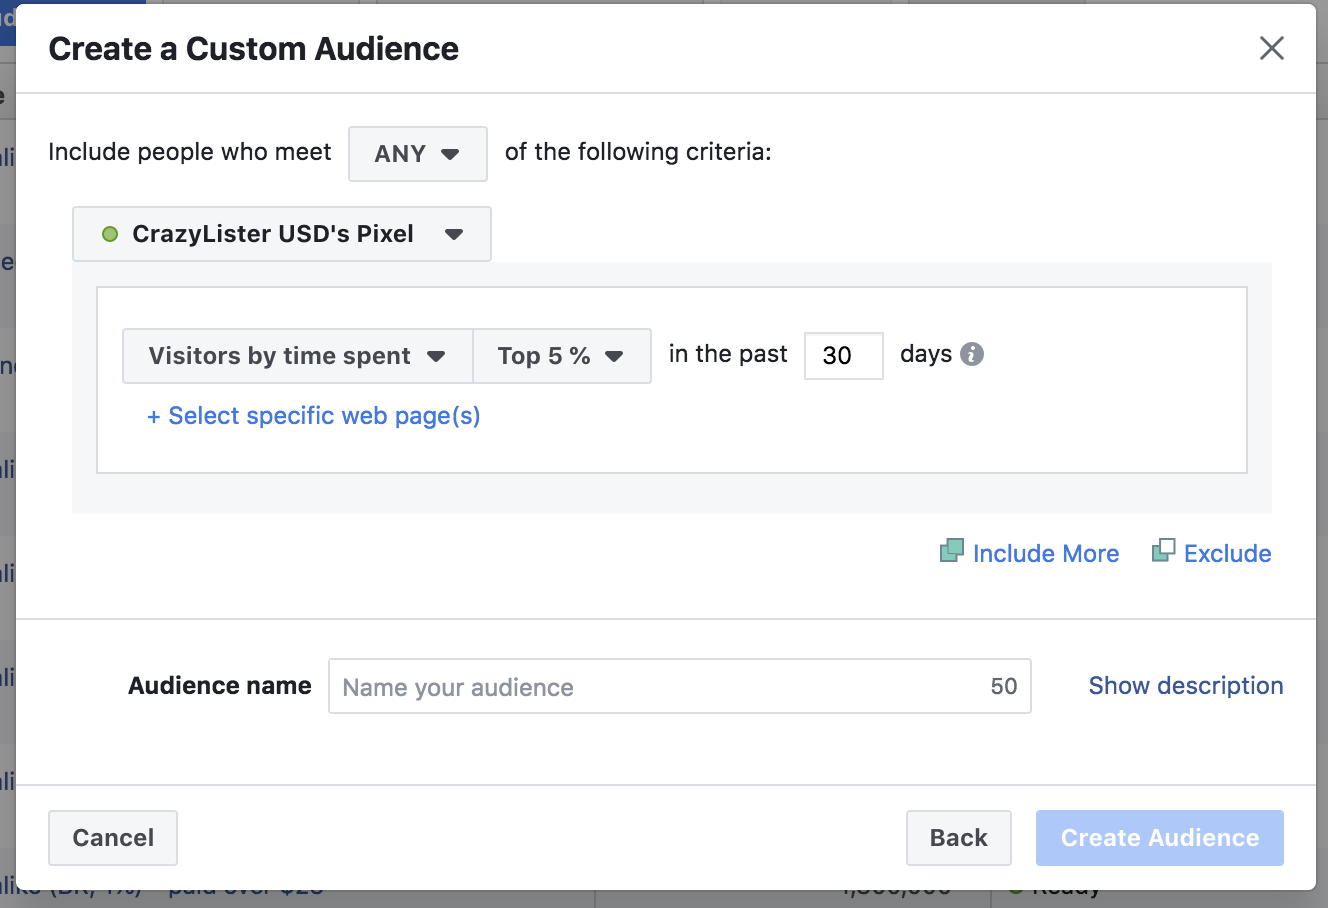 Create a Custom Audience
Include people who meet ANY of the following criteria:
CrazyLister USD's Pixel
Visitors by time spent Top 5 % in the past 30 days
+ Select specific web page(s)
Include More Exclude
Audience name Name your audience 50 Show description
Cancel Back Create Audience